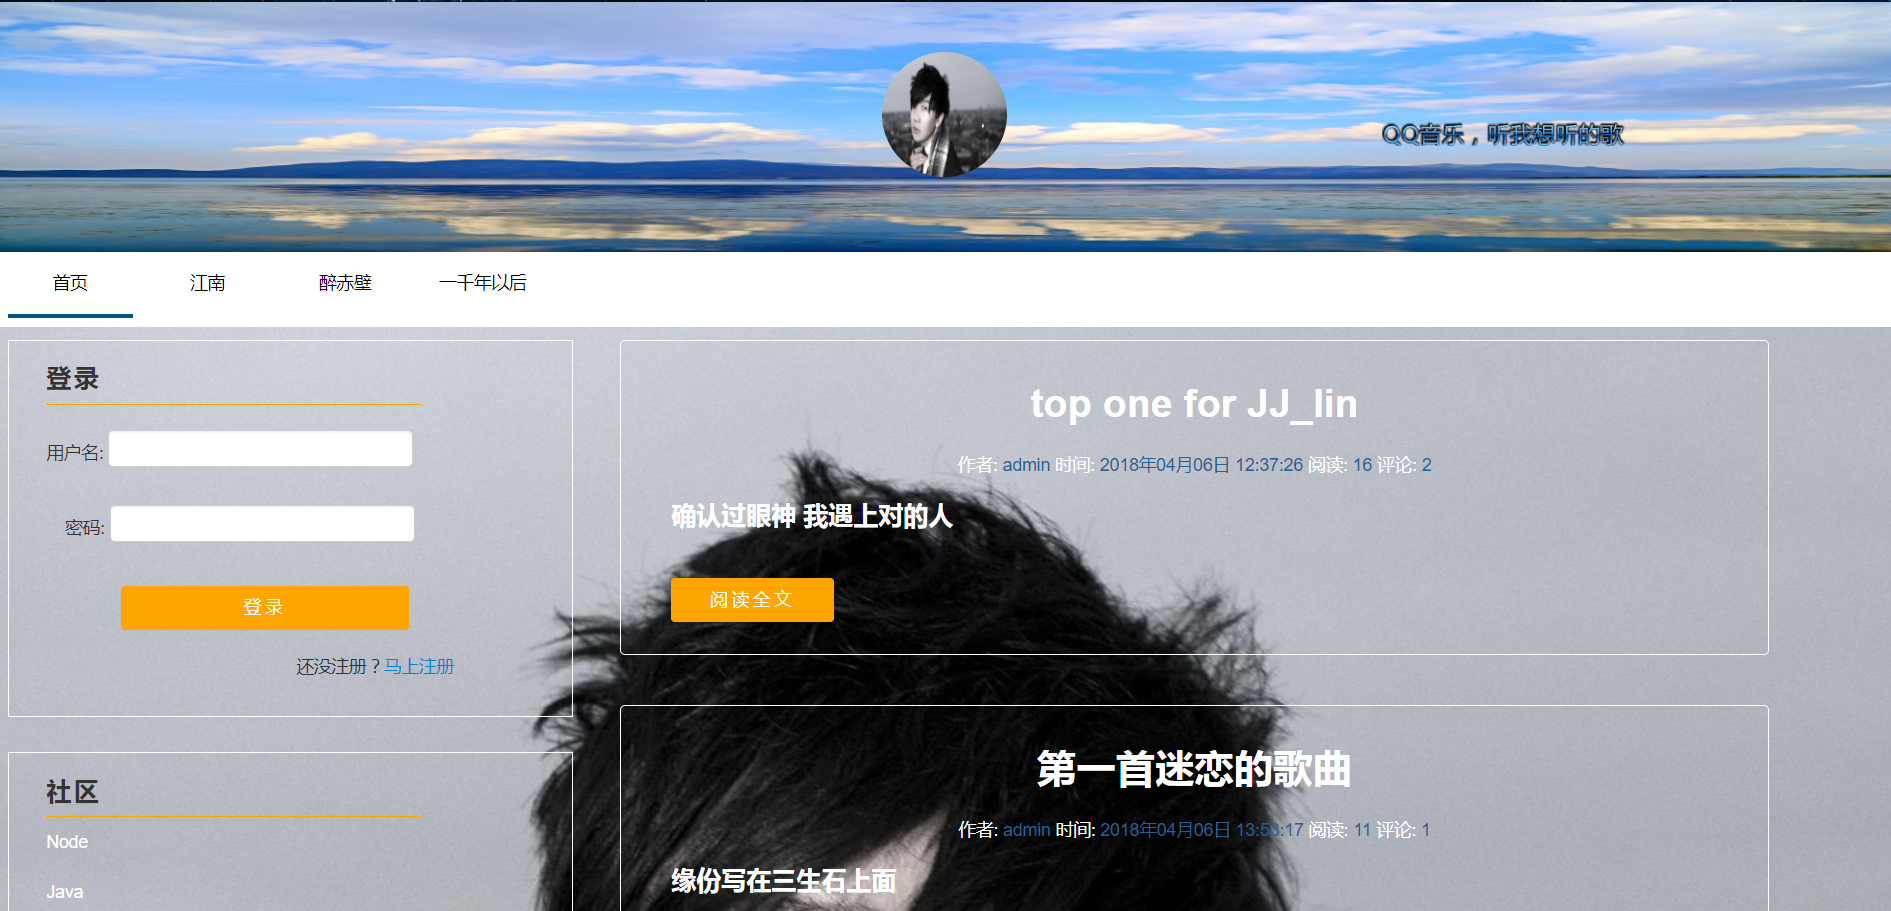 QQ音乐，听我想听的歌
首页 江南 醉赤壁 一千年以后
登录
用户名:
密码:
登录
还没注册？马上注册
社区
Node
Java
top one for JJ_lin
作者: admin 时间: 2018年04月06日 12:37:26 阅读: 16 评论: 2
确认过眼神 我遇上对的人
阅读全文
第一首迷恋的歌曲
作者: admin 时间: 2018年04月06日 13:53:17 阅读: 11 评论: 1
缘份写在三生石上面